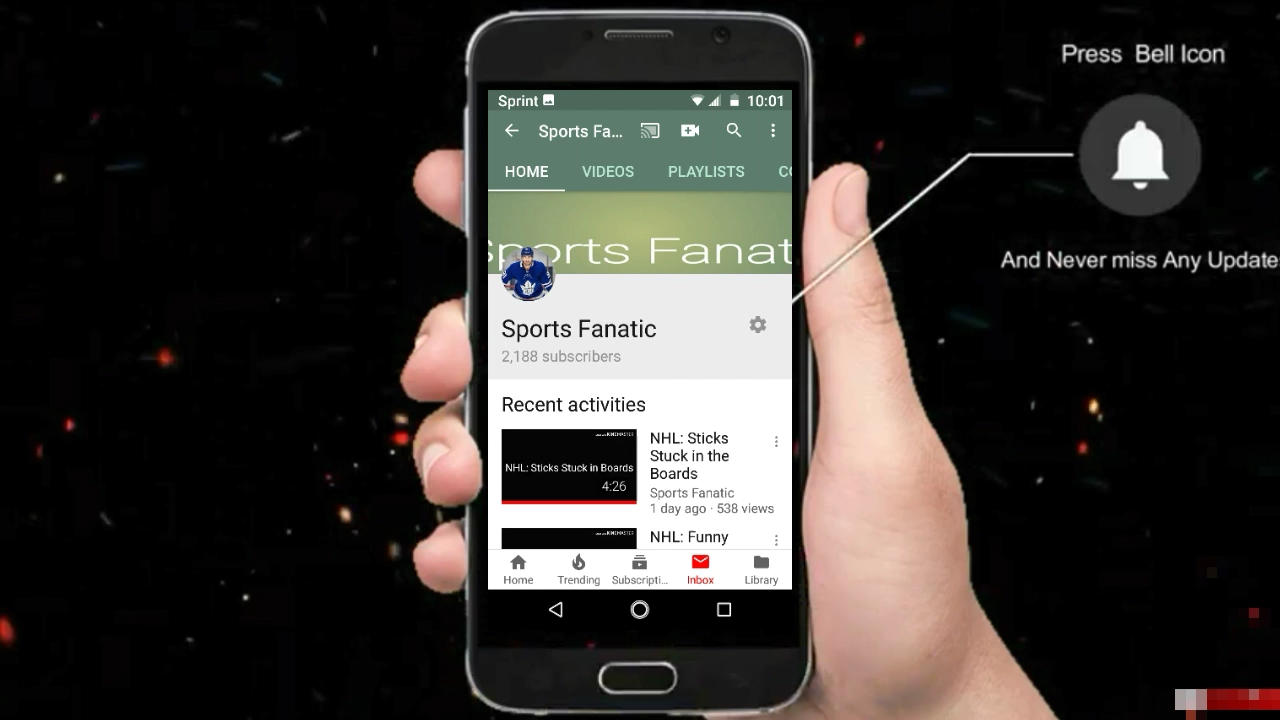 Press Bell Icon
And Never miss Any Update
Sprint 10:01
Sports Fa...
HOME VIDEOS PLAYLISTS CO
Sports Fanat
Sports Fanatic
2,188 subscribers
Recent activities
NHL: Sticks Stuck in Boards
4:26
NHL: Sticks
Stuck in the
Boards
Sports Fanatic
1 day ago · 538 views
NHL: Funny
Home Trending Subscripti... Inbox Library